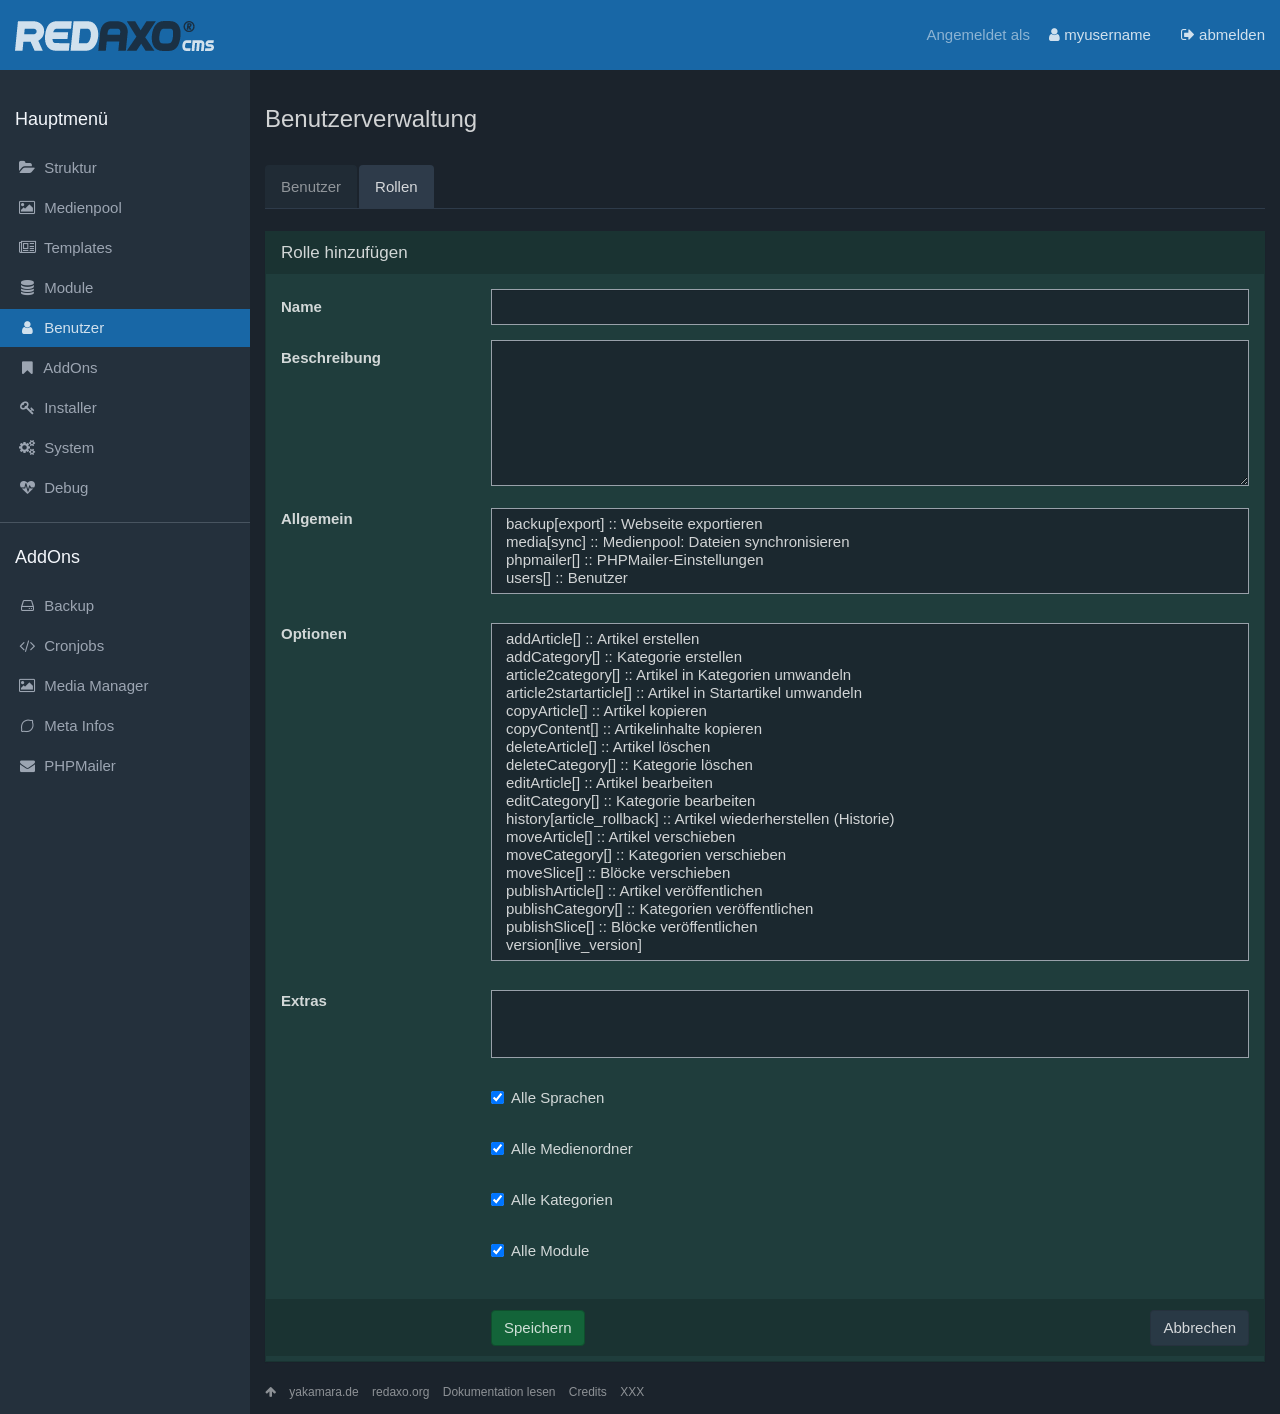 REDAXO® cms
Angemeldet als myusername abmelden
Hauptmenü
Struktur
Medienpool
Templates
Module
Benutzer
AddOns
Installer
System
Debug
AddOns
Backup
Cronjobs
Media Manager
Meta Infos
PHPMailer
Benutzerverwaltung
Benutzer Rollen
Rolle hinzufügen
Name
Beschreibung
Allgemein
backup[export] :: Webseite exportieren
media[sync] :: Medienpool: Dateien synchronisieren
phpmailer[] :: PHPMailer-Einstellungen
users[] :: Benutzer
Optionen
addArticle[] :: Artikel erstellen
addCategory[] :: Kategorie erstellen
article2category[] :: Artikel in Kategorien umwandeln
article2startarticle[] :: Artikel in Startartikel umwandeln
copyArticle[] :: Artikel kopieren
copyContent[] :: Artikelinhalte kopieren
deleteArticle[] :: Artikel löschen
deleteCategory[] :: Kategorie löschen
editArticle[] :: Artikel bearbeiten
editCategory[] :: Kategorie bearbeiten
history[article_rollback] :: Artikel wiederherstellen (Historie)
moveArticle[] :: Artikel verschieben
moveCategory[] :: Kategorien verschieben
moveSlice[] :: Blöcke verschieben
publishArticle[] :: Artikel veröffentlichen
publishCategory[] :: Kategorien veröffentlichen
publishSlice[] :: Blöcke veröffentlichen
version[live_version]
Extras
Alle Sprachen
Alle Medienordner
Alle Kategorien
Alle Module
Speichern Abbrechen
yakamara.de redaxo.org Dokumentation lesen Credits XXX